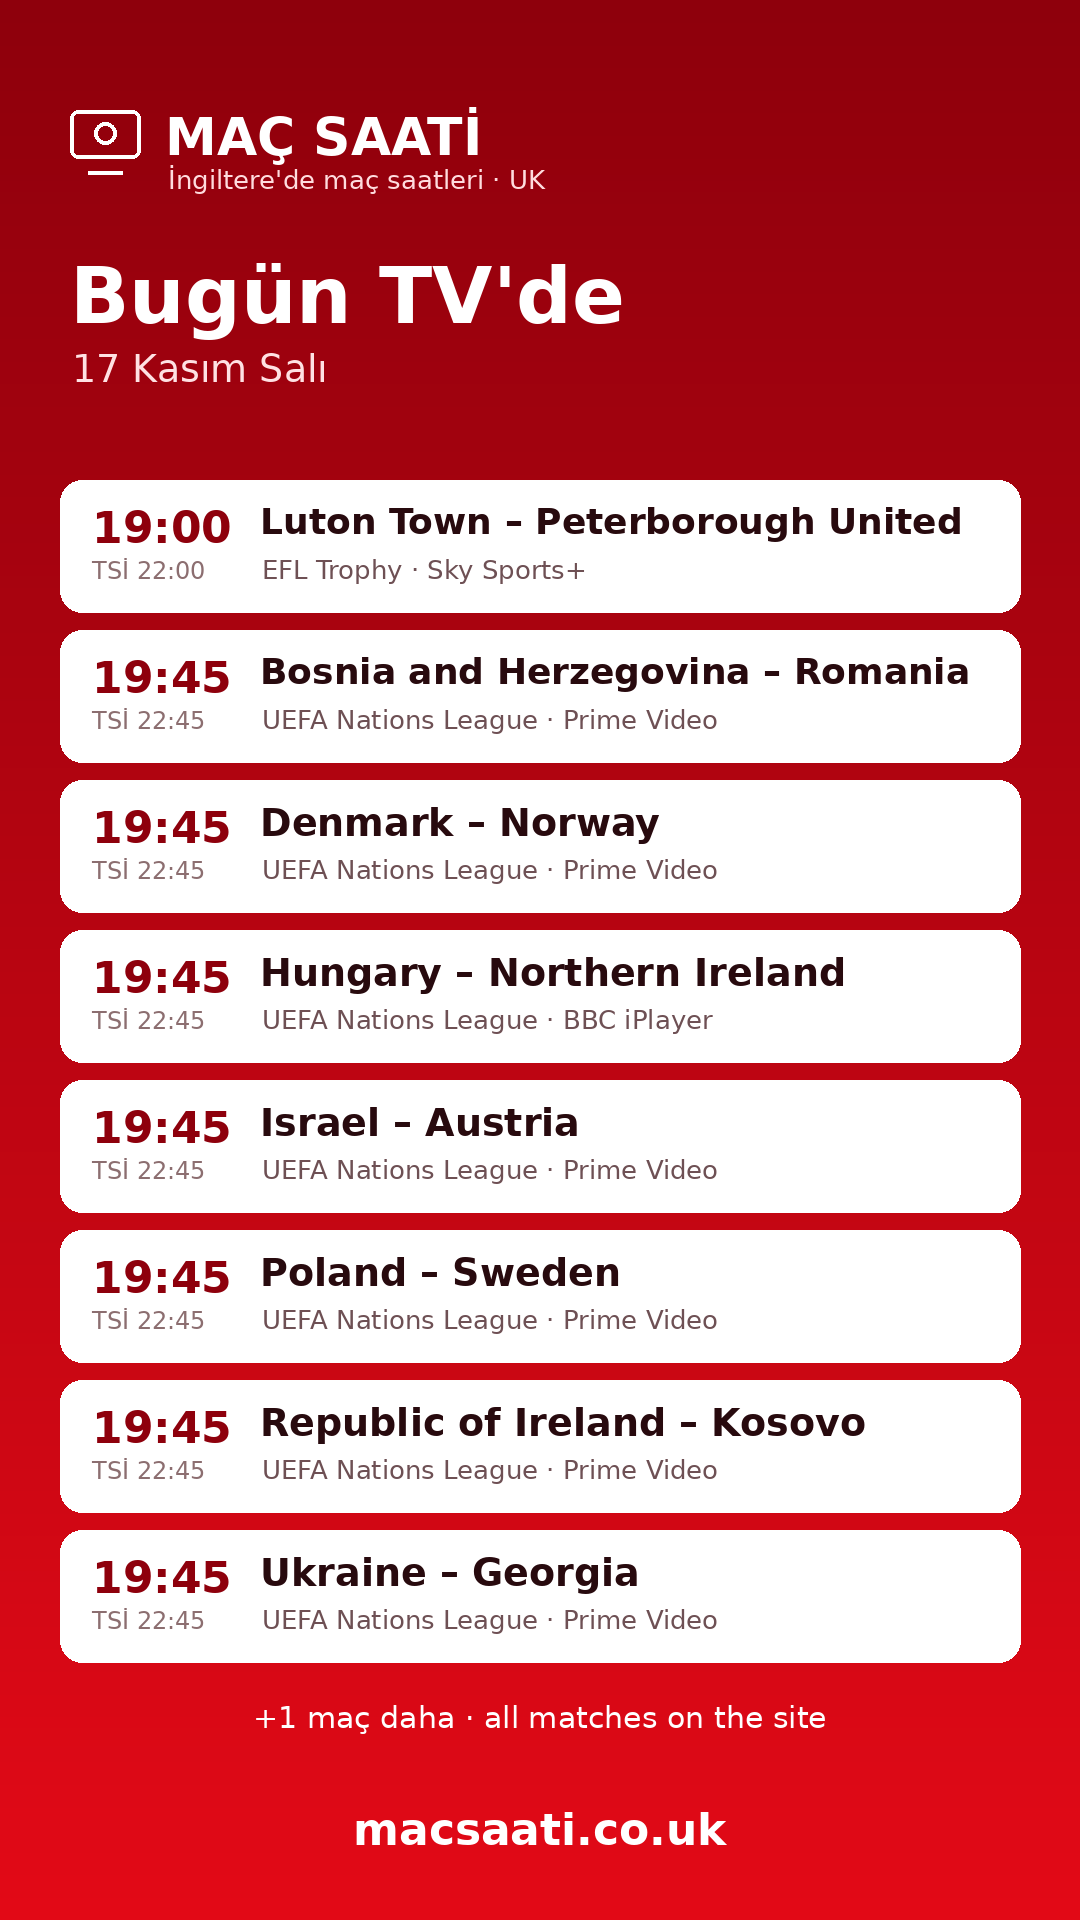 MAÇ SAATİ
İngiltere'de maç saatleri · UK
Bugün TV'de
17 Kasım Salı
19:00 Luton Town – Peterborough United
TSİ 22:00 EFL Trophy · Sky Sports+
19:45 Bosnia and Herzegovina – Romania
TSİ 22:45 UEFA Nations League · Prime Video
19:45 Denmark – Norway
TSİ 22:45 UEFA Nations League · Prime Video
19:45 Hungary – Northern Ireland
TSİ 22:45 UEFA Nations League · BBC iPlayer
19:45 Israel – Austria
TSİ 22:45 UEFA Nations League · Prime Video
19:45 Poland – Sweden
TSİ 22:45 UEFA Nations League · Prime Video
19:45 Republic of Ireland – Kosovo
TSİ 22:45 UEFA Nations League · Prime Video
19:45 Ukraine – Georgia
TSİ 22:45 UEFA Nations League · Prime Video
+1 maç daha · all matches on the site
macsaati.co.uk